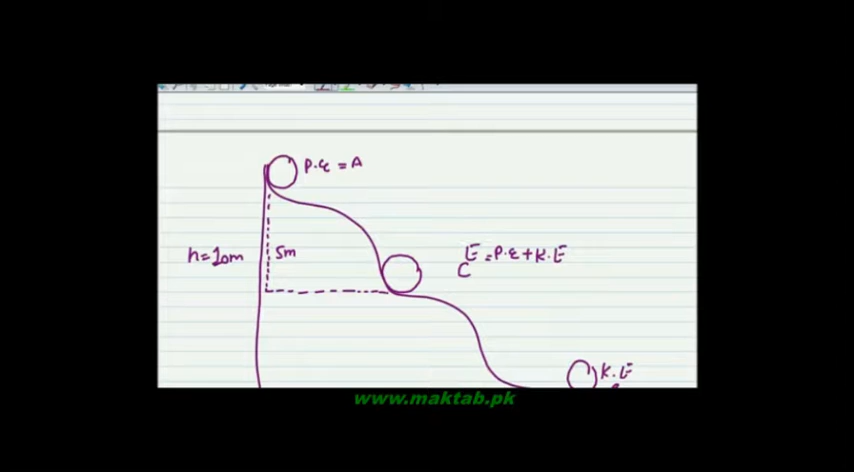 P.E = A
h=10m
5m
E = P.E + K.E
C
K.E
www.maktab.pk